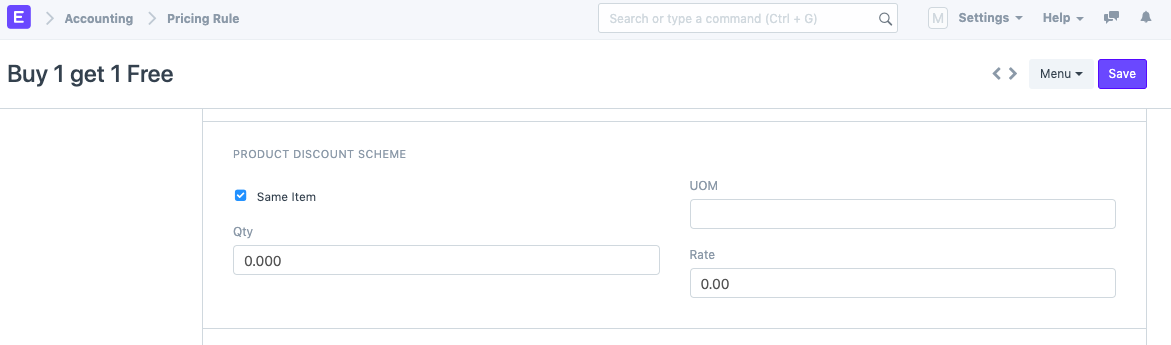 E Accounting Pricing Rule Search or type a command (Ctrl + G) M Settings Help
Buy 1 get 1 Free Menu Save
PRODUCT DISCOUNT SCHEME
Same Item
UOM
Qty
0.000
Rate
0.00